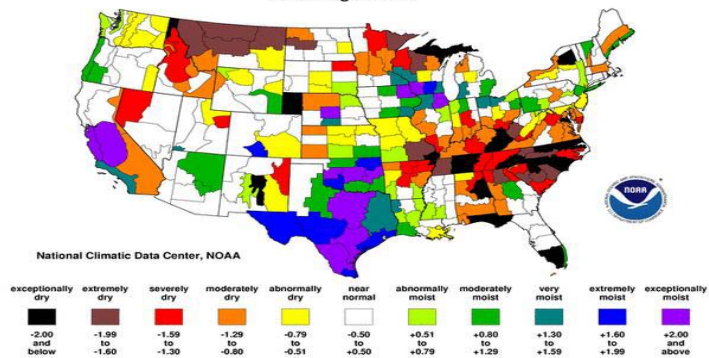 National Climatic Data Center, NOAA
NOAA
exceptionally dry
extremely dry
severely dry
moderately dry
abnormally dry
near normal
abnormally moist
moderately moist
very moist
extremely moist
exceptionally moist
-2.00 and below
-1.99 to -1.60
-1.59 to -1.30
-1.29 to -0.80
-0.79 to -0.51
-0.50 to +0.50
+0.51 to +0.79
+0.80 to +1.29
+1.30 to +1.59
+1.60 to +1.99
+2.00 and above